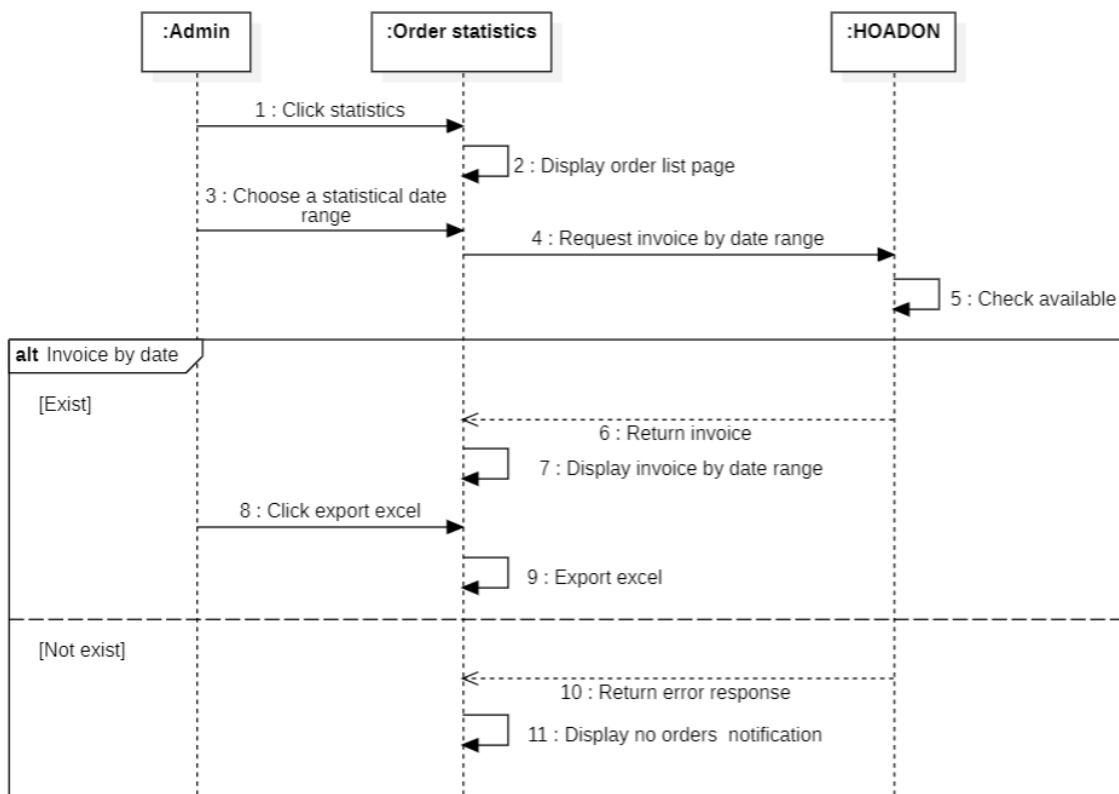 :Admin
:Order statistics
:HOADON
1 : Click statistics
2 : Display order list page
3 : Choose a statistical date
range
4 : Request invoice by date range
5 : Check available
alt Invoice by date
[Exist]
6 : Return invoice
7 : Display invoice by date range
8 : Click export excel
9 : Export excel
[Not exist]
10 : Return error response
11 : Display no orders  notification